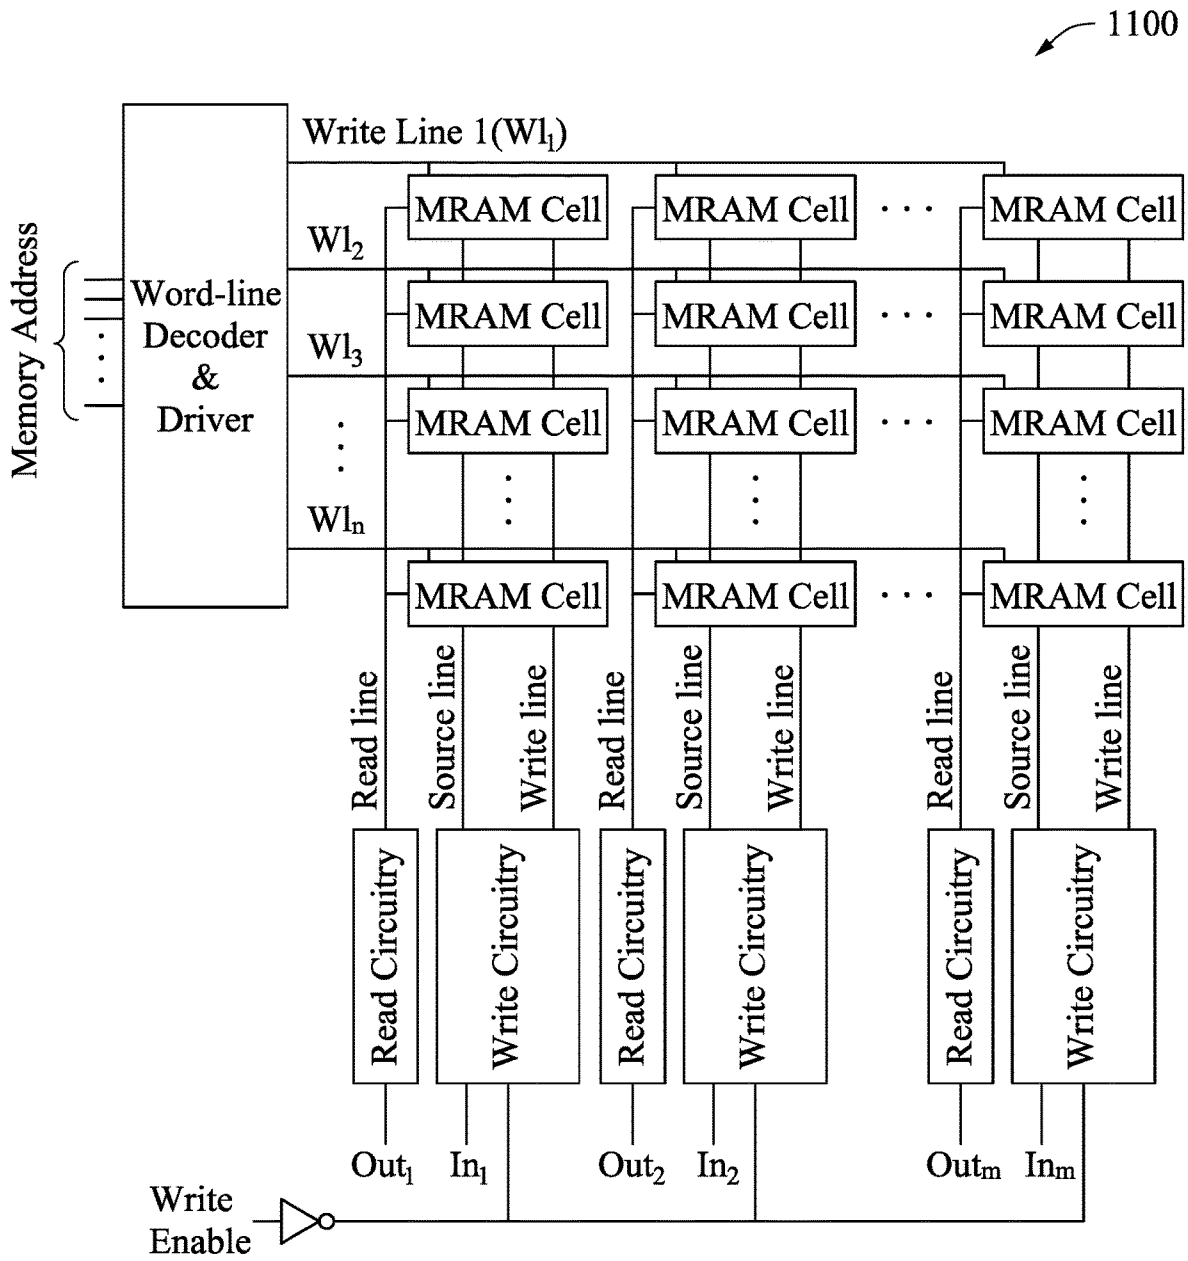 1100
Write Line 1(Wl₁)
MRAM Cell MRAM Cell · · · MRAM Cell
Wl₂
MRAM Cell MRAM Cell · · · MRAM Cell
Wl₃
MRAM Cell MRAM Cell · · · MRAM Cell
Memory Address
Word-line
Decoder
&
Driver
Wlₙ
MRAM Cell MRAM Cell · · · MRAM Cell
Read line
Source line
Write line
Read line
Source line
Write line
Read line
Source line
Write line
Read Circuitry
Write Circuitry
Read Circuitry
Write Circuitry
Read Circuitry
Write Circuitry
Out₁ In₁ Out₂ In₂ Outₘ Inₘ
Write
Enable